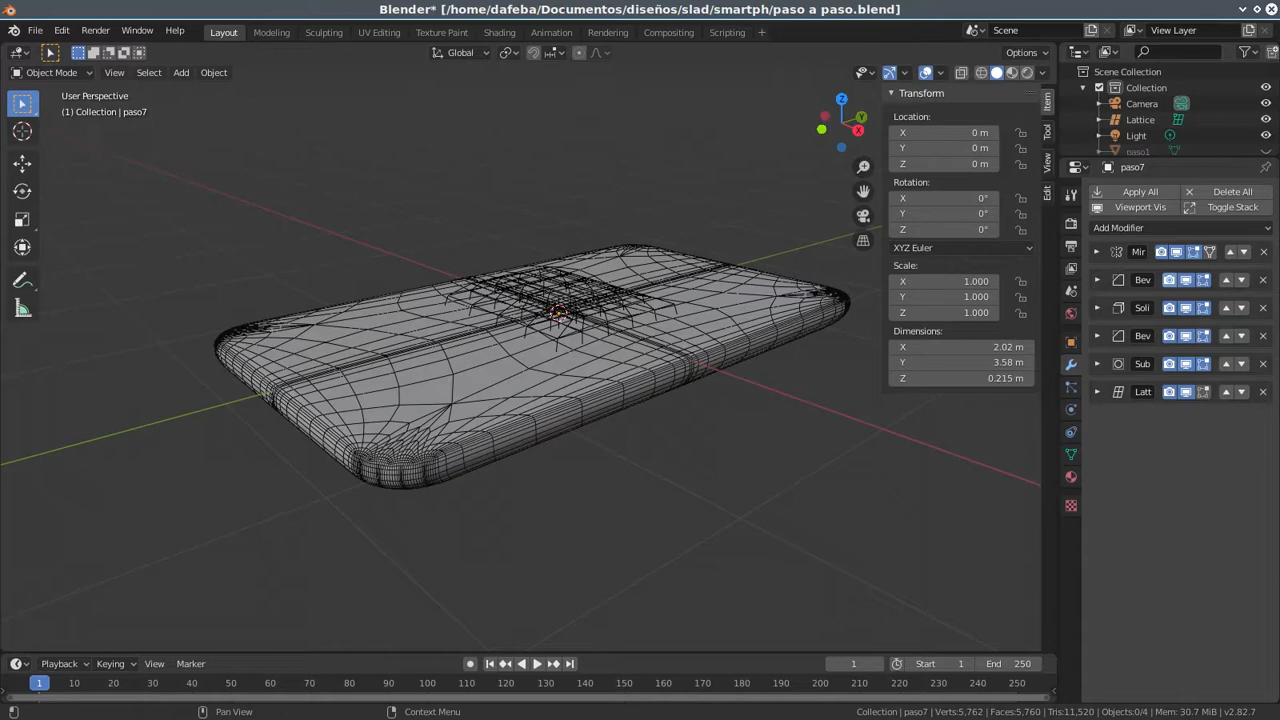 Blender* [/home/dafeba/Documentos/diseños/slad/smartph/paso a paso.blend]
File Edit Render Window Help
Layout Modeling Sculpting UV Editing Texture Paint Shading Animation Rendering Compositing Scripting +
Scene
View Layer
Global
Options
Object Mode View Select Add Object
User Perspective
(1) Collection | paso7
Z
Y
X
Transform
Location:
X 0 m
Y 0 m
Z 0 m
Rotation:
X 0°
Y 0°
Z 0°
XYZ Euler
Scale:
X 1.000
Y 1.000
Z 1.000
Dimensions:
X 2.02 m
Y 3.58 m
Z 0.215 m
Item
Tool
View
Edit
Scene Collection
Collection
Camera
Lattice
Light
paso1
paso7
Apply All
Delete All
Viewport Vis
Toggle Stack
Add Modifier
Mir
Bev
Soli
Bev
Sub
Latt
Playback Keying View Marker
1
Start 1
End 250
1 10 20 30 40 50 60 70 80 90 100 110 120 130 140 150 160 170 180 190 200 210 220 230 240 250
Pan View
Context Menu
Collection | paso7 | Verts:5,762 | Faces:5,760 | Tris:11,520 | Objects:0/4 | Mem: 30.7 MiB | v2.82.7